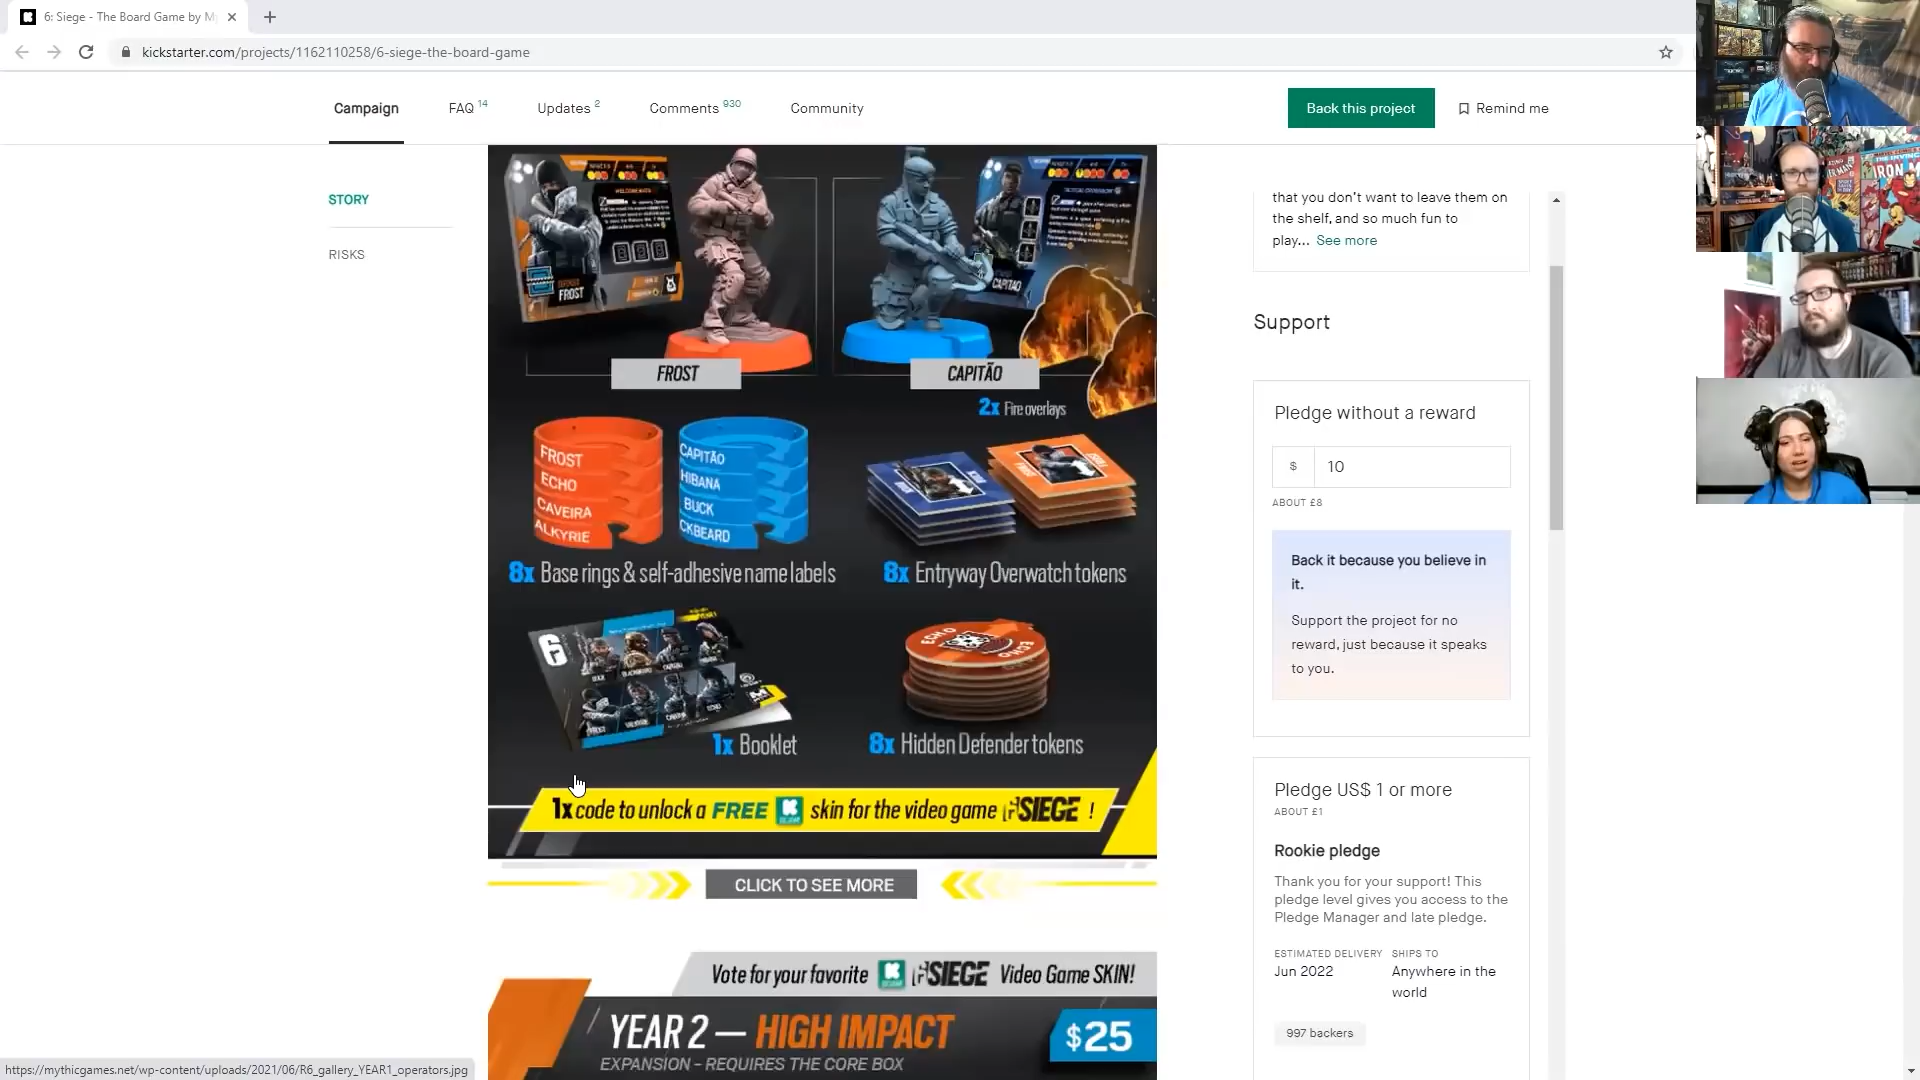 6: Siege - The Board Game by M
kickstarter.com/projects/1162110258/6-siege-the-board-game
Campaign
FAQ 14
Updates 2
Comments 930
Community
Back this project
Remind me
STORY
RISKS
FROST
CAPITÃO
FROST
CAPITÃO
2x Fire overlays
FROST
ECHO
CAVEIRA
ALKYRIE
CAPITÃO
HIBANA
BUCK
CKBEARD
8x Base rings & self-adhesive name labels
8x Entryway Overwatch tokens
6
ECHO
ECHO
1x Booklet
8x Hidden Defender tokens
1x code to unlock a FREE skin for the video game SIEGE !
CLICK TO SEE MORE
Vote for your favorite SIEGE Video Game SKIN!
YEAR 2 — HIGH IMPACT
$25
EXPANSION - REQUIRES THE CORE BOX
that you don't want to leave them on
the shelf, and so much fun to
play... See more
Support
Pledge without a reward
$ 10
ABOUT £8
Back it because you believe in
it.
Support the project for no
reward, just because it speaks
to you.
Pledge US$ 1 or more
ABOUT £1
Rookie pledge
Thank you for your support! This
pledge level gives you access to the
Pledge Manager and late pledge.
ESTIMATED DELIVERY
Jun 2022
SHIPS TO
Anywhere in the
world
997 backers
IRON M
https://mythicgames.net/wp-content/uploads/2021/06/R6_gallery_YEAR1_operators.jpg